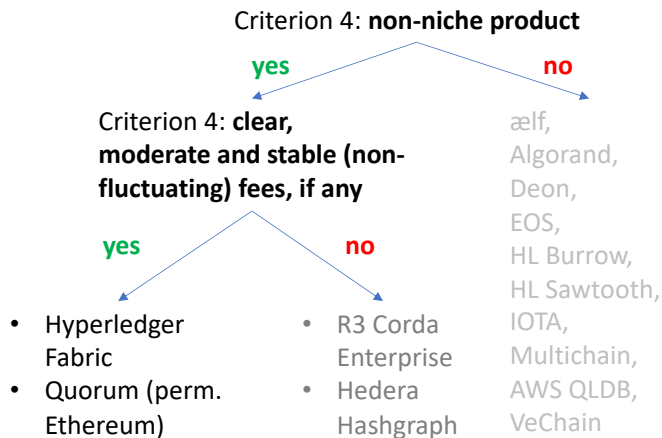 Criterion 4: non-niche product
yes
no
Criterion 4: clear,
moderate and stable (non-
fluctuating) fees, if any
yes
no
• Hyperledger
Fabric
• Quorum (perm.
Ethereum)
• R3 Corda
Enterprise
• Hedera
Hashgraph
ælf,
Algorand,
Deon,
EOS,
HL Burrow,
HL Sawtooth,
IOTA,
Multichain,
AWS QLDB,
VeChain